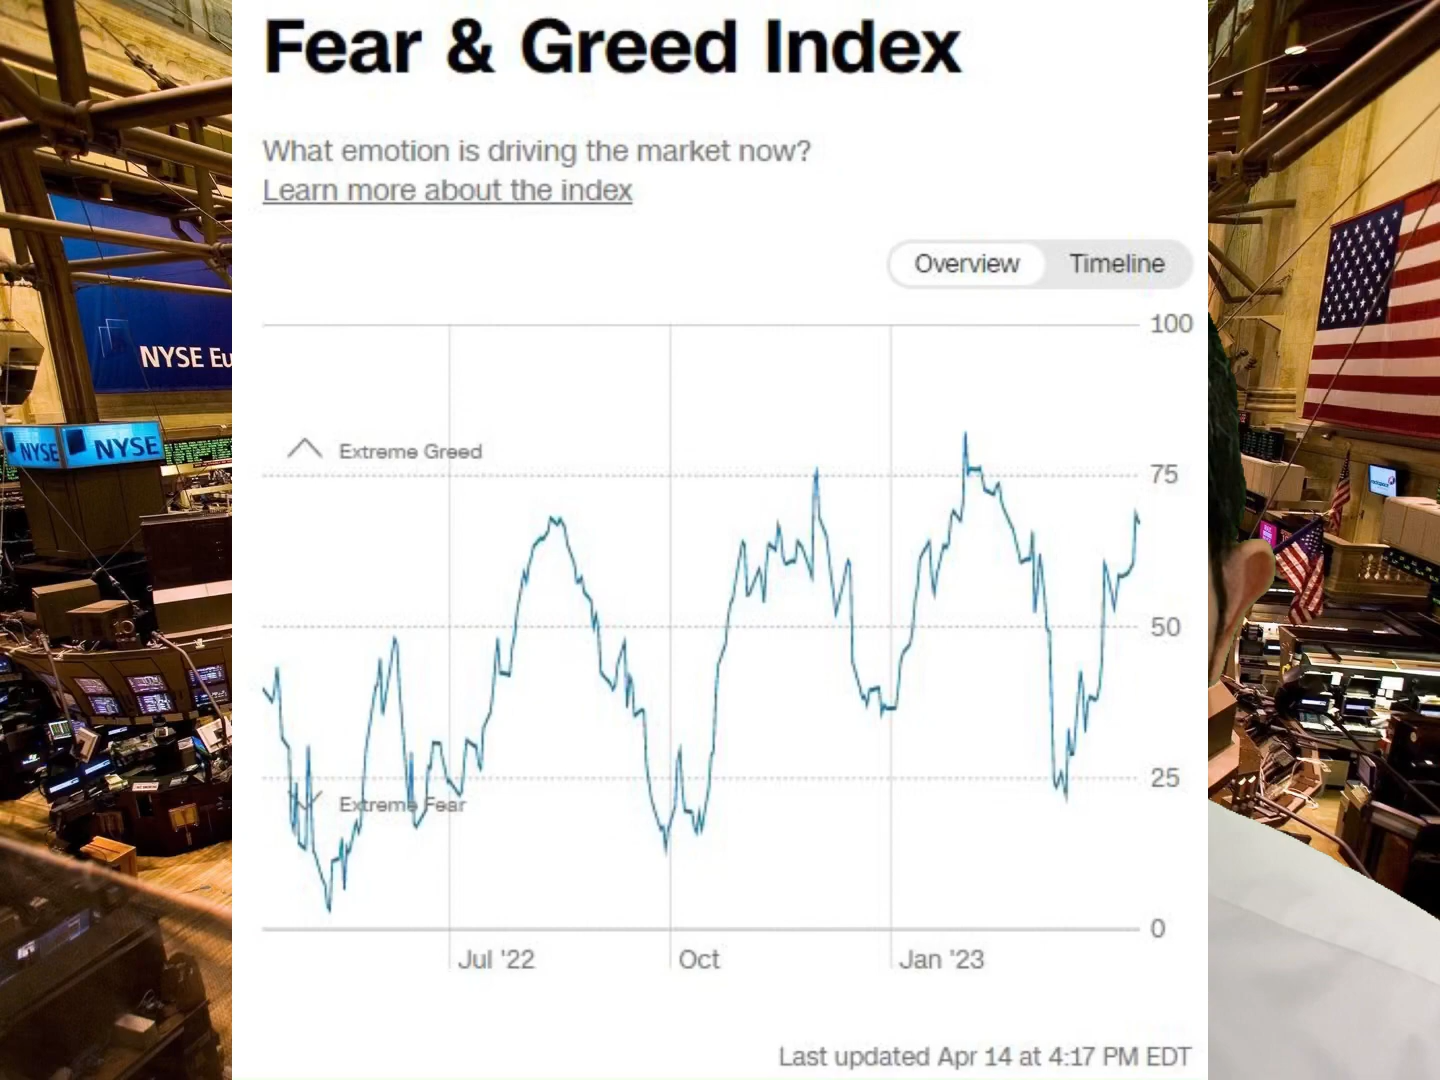 Fear & Greed Index
What emotion is driving the market now?
Learn more about the index
Overview Timeline
100
Extreme Greed
75
50
25
Extreme Fear
0
Jul '22 Oct Jan '23
Last updated Apr 14 at 4:17 PM EDT
NYSE Eu
NYSE NYSE